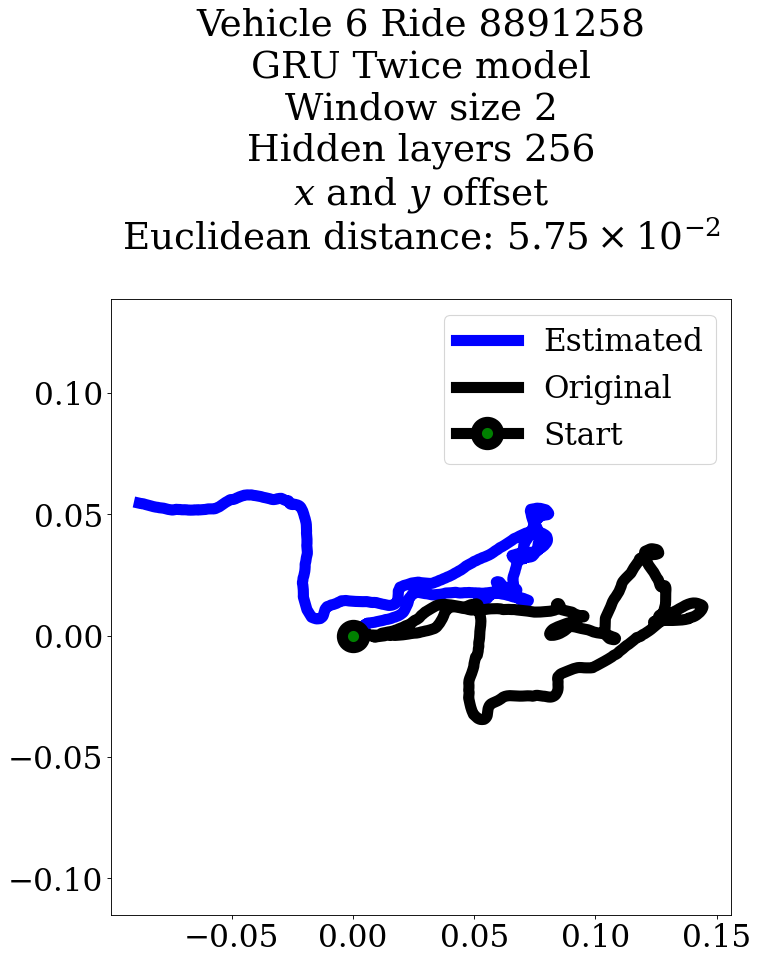 Vehicle 6 Ride 8891258
GRU Twice model
Window size 2
Hidden layers 256
x and y offset
Euclidean distance: 5.75 × 10⁻²
Estimated
Original
Start
0.10
0.05
0.00
−0.05
−0.10
−0.05 0.00 0.05 0.10 0.15